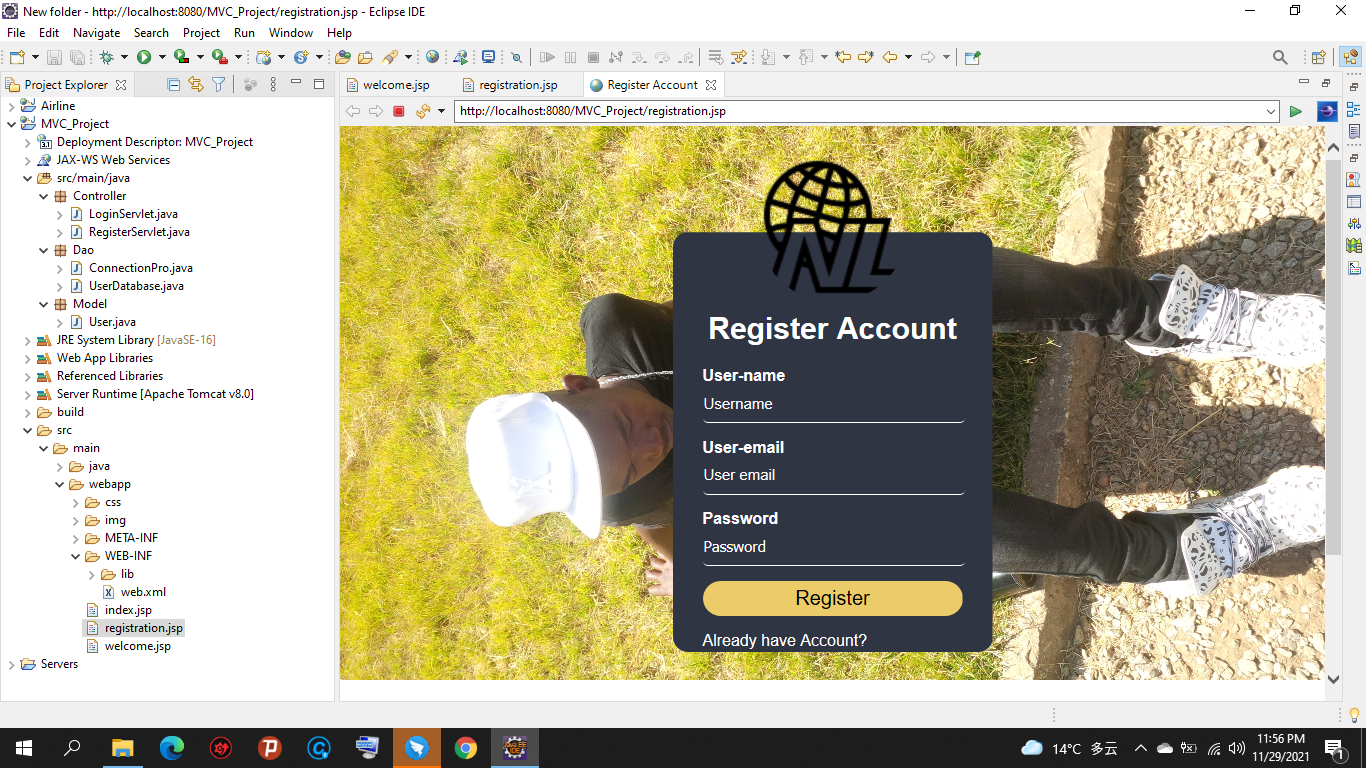 New folder - http://localhost:8080/MVC_Project/registration.jsp - Eclipse IDE
File Edit Navigate Search Project Run Window Help
Project Explorer
welcome.jsp registration.jsp Register Account
http://localhost:8080/MVC_Project/registration.jsp
Airline
MVC_Project
Deployment Descriptor: MVC_Project
JAX-WS Web Services
src/main/java
Controller
LoginServlet.java
RegisterServlet.java
Dao
ConnectionPro.java
UserDatabase.java
Model
User.java
JRE System Library [JavaSE-16]
Web App Libraries
Referenced Libraries
Server Runtime [Apache Tomcat v8.0]
build
src
main
java
webapp
css
img
META-INF
WEB-INF
lib
web.xml
index.jsp
registration.jsp
welcome.jsp
Servers
Register Account
User-name
Username
User-email
User email
Password
Password
Register
Already have Account?
14°C 多云
11:56 PM
11/29/2021
1